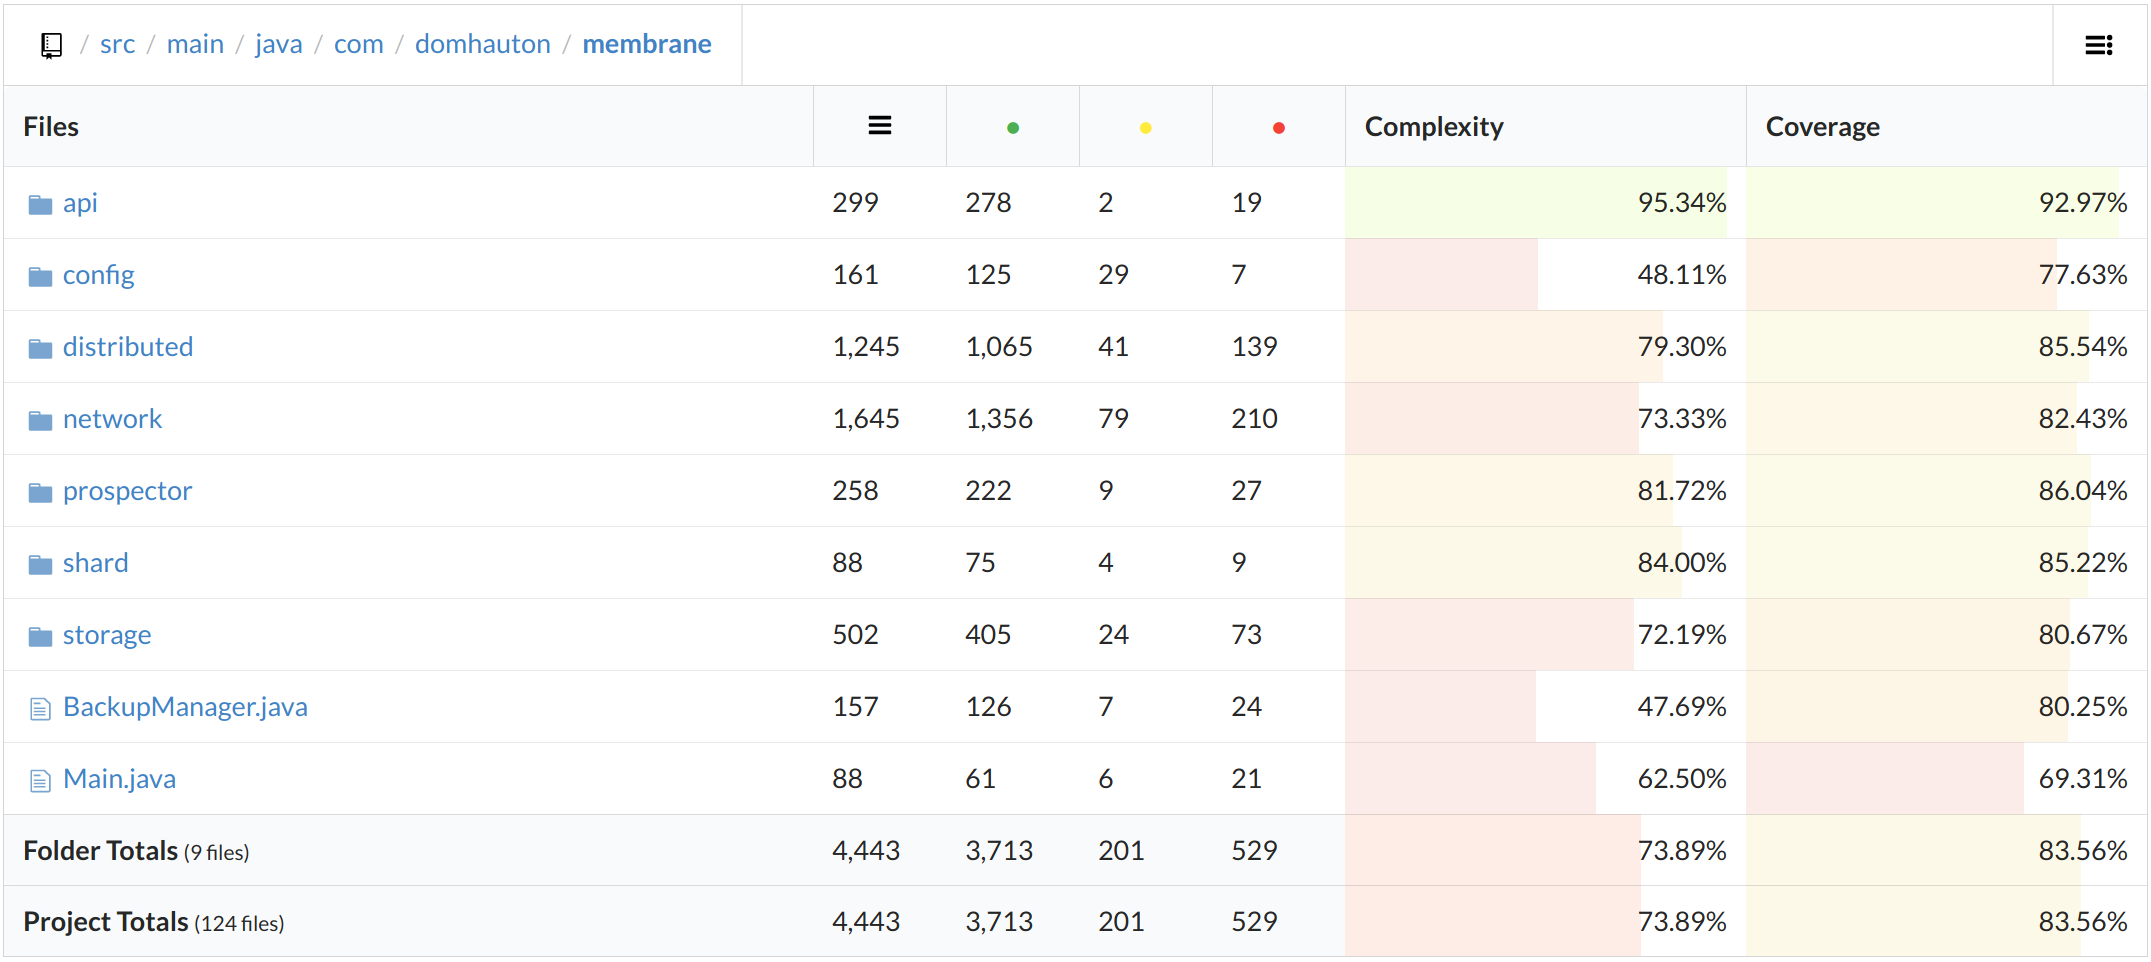 / src / main / java / com / domhauton / membrane
Files Complexity Coverage
api 299 278 2 19 95.34% 92.97%
config 161 125 29 7 48.11% 77.63%
distributed 1,245 1,065 41 139 79.30% 85.54%
network 1,645 1,356 79 210 73.33% 82.43%
prospector 258 222 9 27 81.72% 86.04%
shard 88 75 4 9 84.00% 85.22%
storage 502 405 24 73 72.19% 80.67%
BackupManager.java 157 126 7 24 47.69% 80.25%
Main.java 88 61 6 21 62.50% 69.31%
Folder Totals (9 files) 4,443 3,713 201 529 73.89% 83.56%
Project Totals (124 files) 4,443 3,713 201 529 73.89% 83.56%